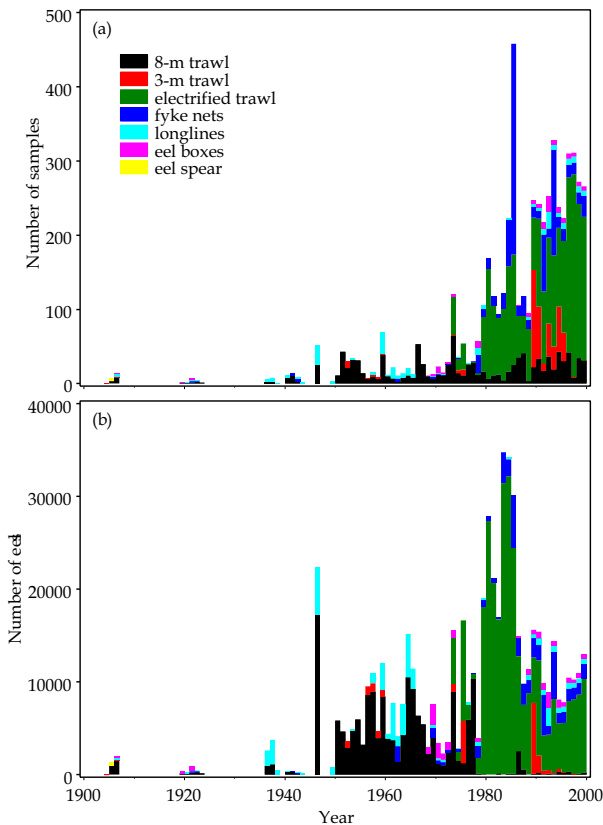 (a)
500
400
300
200
100
0
Number of samples
8-m trawl
3-m trawl
electrified trawl
fyke nets
longlines
eel boxes
eel spear
(b)
40000
30000
20000
10000
0
Number of eels
1900 1920 1940 1960 1980 2000
Year